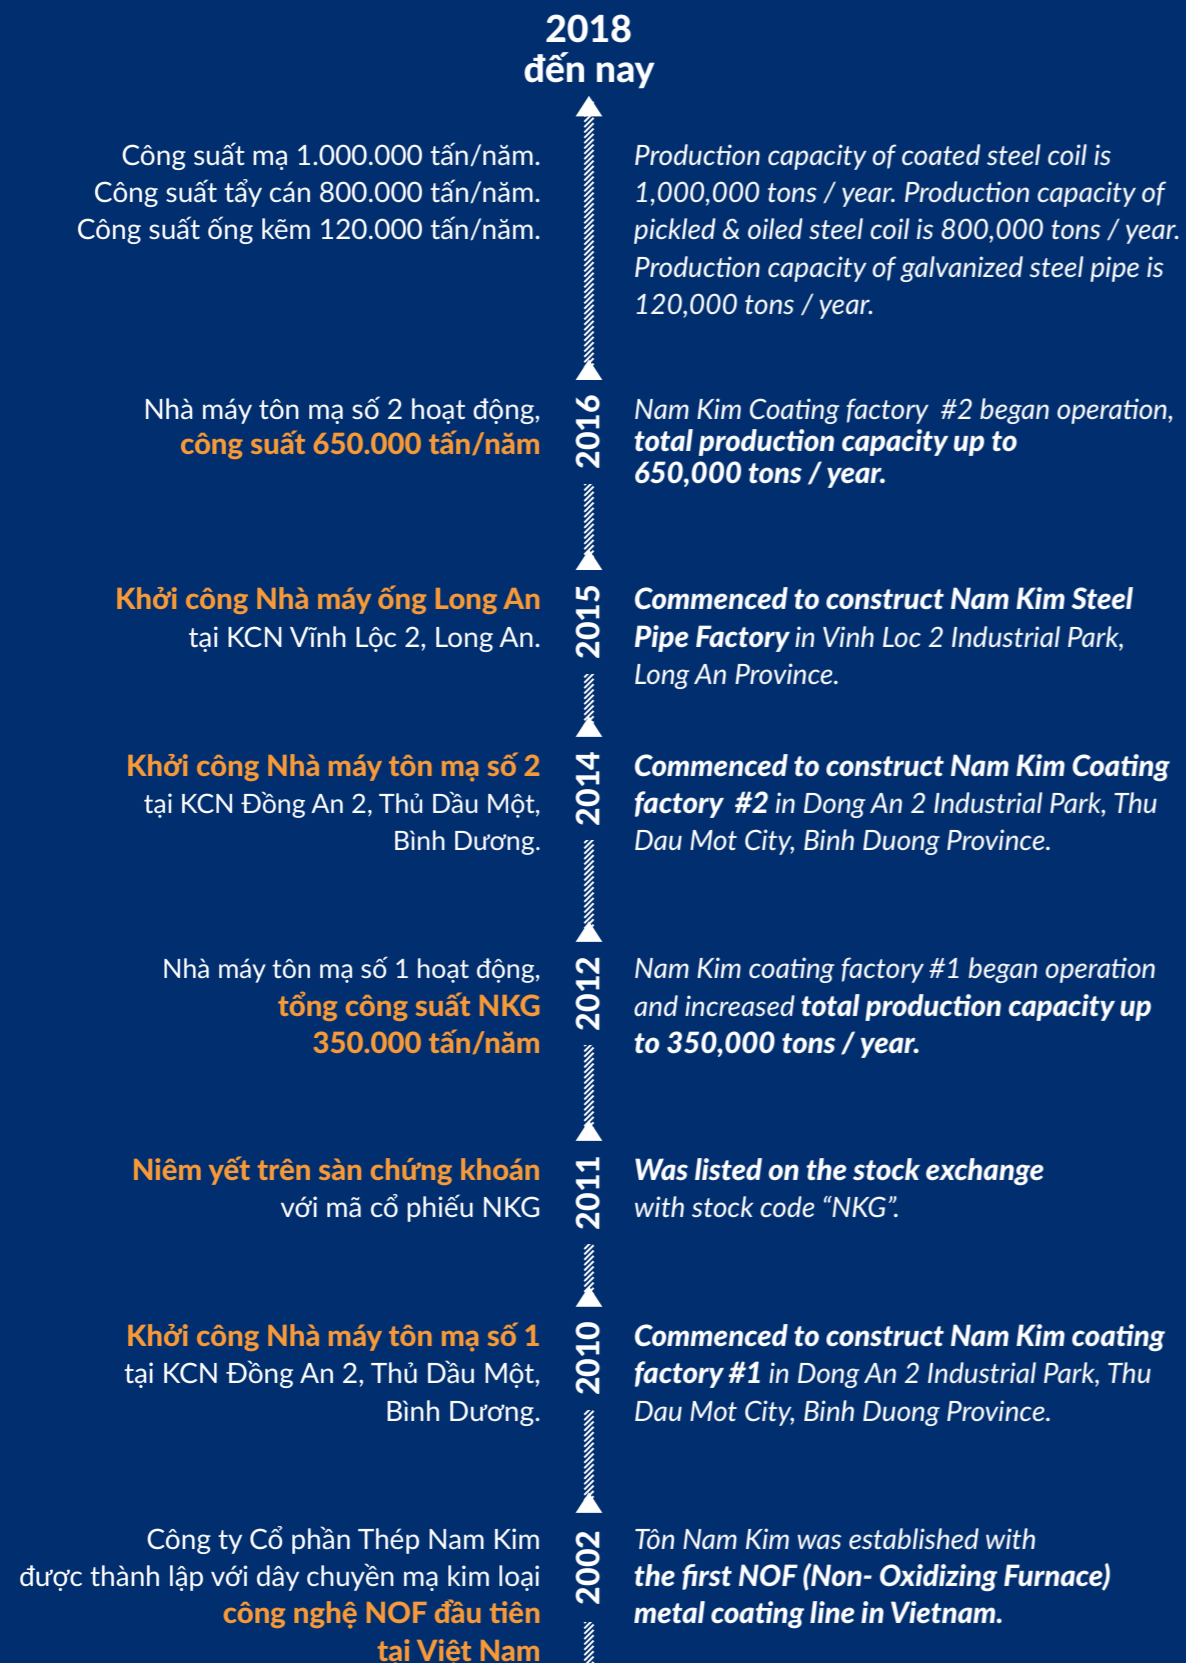 2018
đến nay
Công suất mạ 1.000.000 tấn/năm.
Công suất tẩy cán 800.000 tấn/năm.
Công suất ống kẽm 120.000 tấn/năm.
Production capacity of coated steel coil is
1,000,000 tons / year. Production capacity of
pickled & oiled steel coil is 800,000 tons / year.
Production capacity of galvanized steel pipe is
120,000 tons / year.
Nhà máy tôn mạ số 2 hoạt động,
công suất 650.000 tấn/năm
2016
Nam Kim Coating factory #2 began operation,
total production capacity up to
650,000 tons / year.
Khởi công Nhà máy ống Long An
tại KCN Vĩnh Lộc 2, Long An.
2015
Commenced to construct Nam Kim Steel
Pipe Factory in Vinh Loc 2 Industrial Park,
Long An Province.
Khởi công Nhà máy tôn mạ số 2
tại KCN Đồng An 2, Thủ Dầu Một,
Bình Dương.
2014
Commenced to construct Nam Kim Coating
factory #2 in Dong An 2 Industrial Park, Thu
Dau Mot City, Binh Duong Province.
Nhà máy tôn mạ số 1 hoạt động,
tổng công suất NKG
350.000 tấn/năm
2012
Nam Kim coating factory #1 began operation
and increased total production capacity up
to 350,000 tons / year.
Niêm yết trên sàn chứng khoán
với mã cổ phiếu NKG
2011
Was listed on the stock exchange
with stock code “NKG”.
Khởi công Nhà máy tôn mạ số 1
tại KCN Đồng An 2, Thủ Dầu Một,
Bình Dương.
2010
Commenced to construct Nam Kim coating
factory #1 in Dong An 2 Industrial Park, Thu
Dau Mot City, Binh Duong Province.
Công ty Cổ phần Thép Nam Kim
được thành lập với dây chuyền mạ kim loại
công nghệ NOF đầu tiên
tại Việt Nam
2002
Tôn Nam Kim was established with
the first NOF (Non- Oxidizing Furnace)
metal coating line in Vietnam.